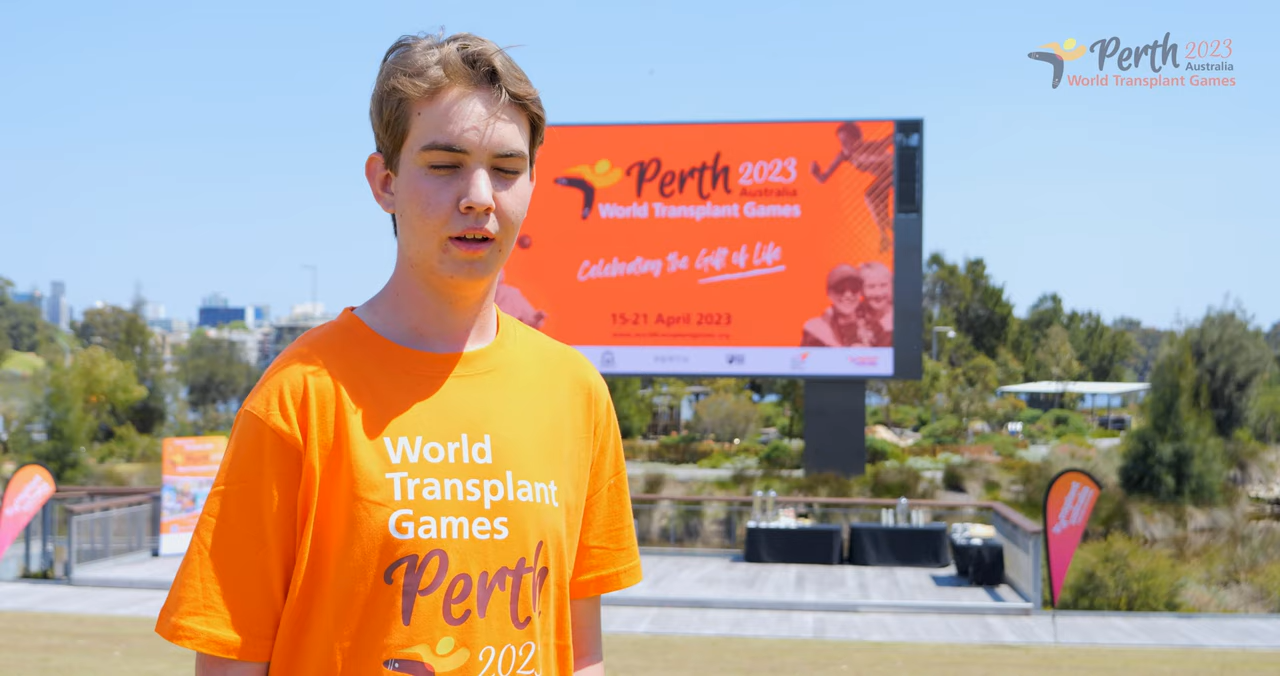 Perth 2023
Australia
World Transplant Games
Perth 2023
Australia
World Transplant Games
Celebrating the Gift of Life
15-21 April 2023
World
Transplant
Games
Perth
202